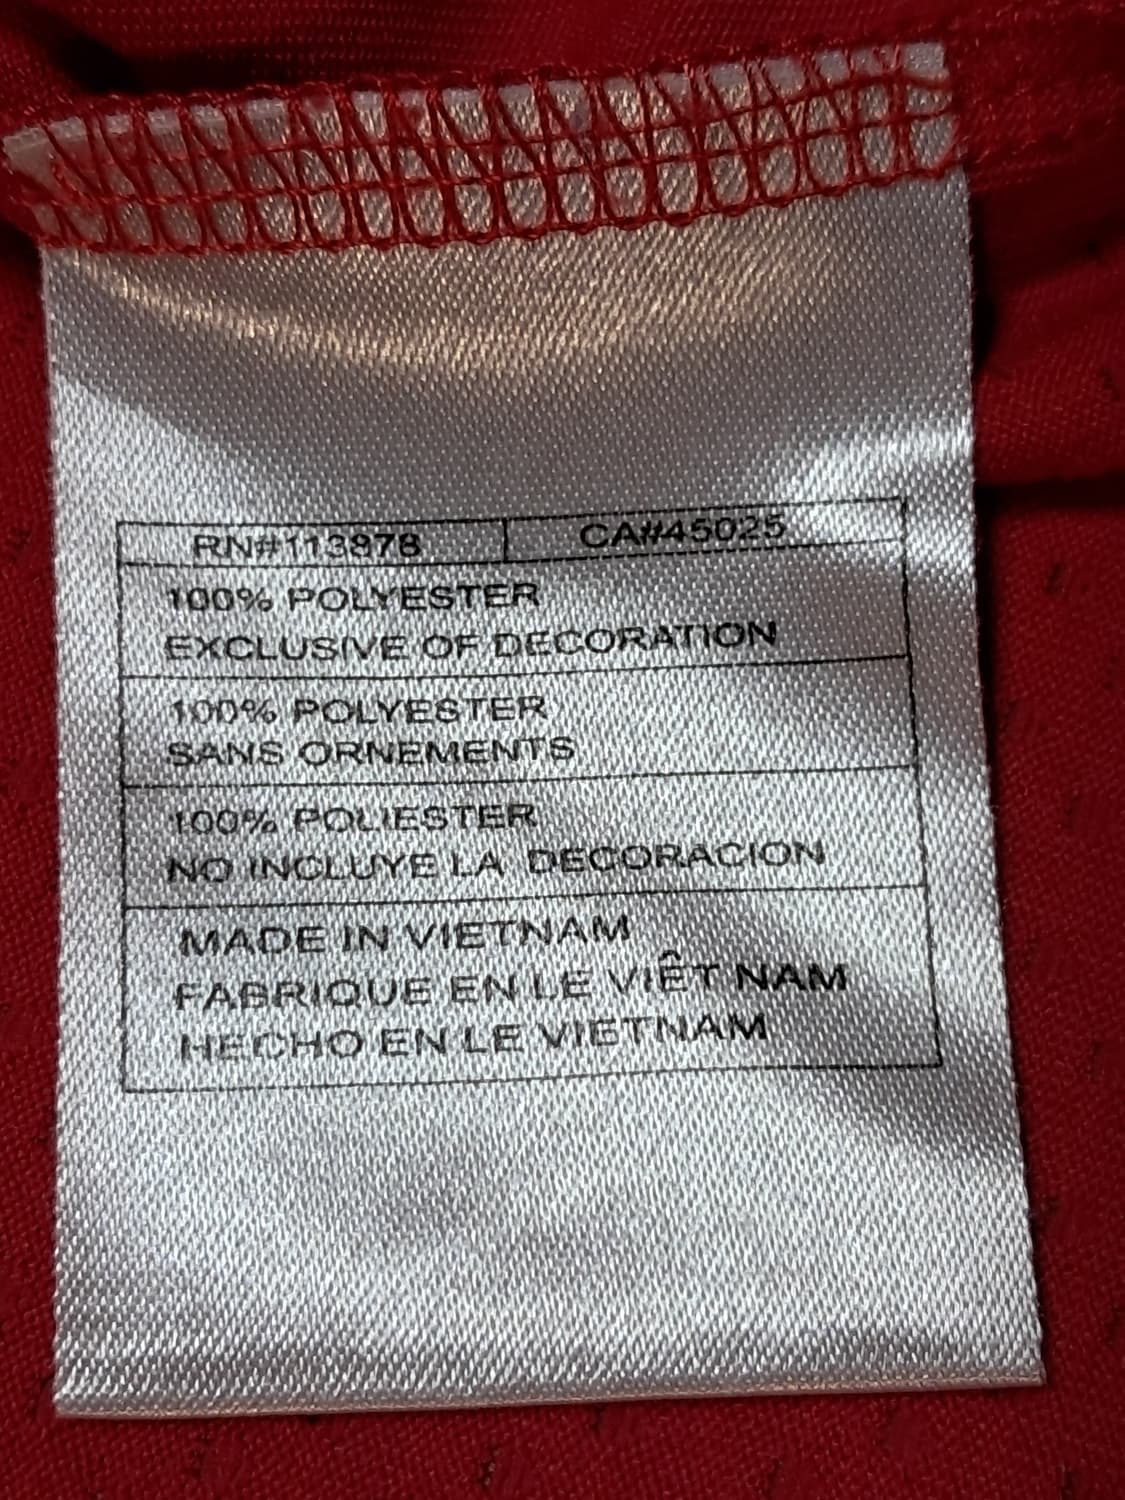 RN#113878 CA#45025
100% POLYESTER
EXCLUSIVE OF DECORATION
100% POLYESTER
SANS ORNEMENTS
100% POLIESTER
NO INCLUYE LA DECORACION
MADE IN VIETNAM
FABRIQUE EN LE VIÊT NAM
HECHO EN LE VIETNAM